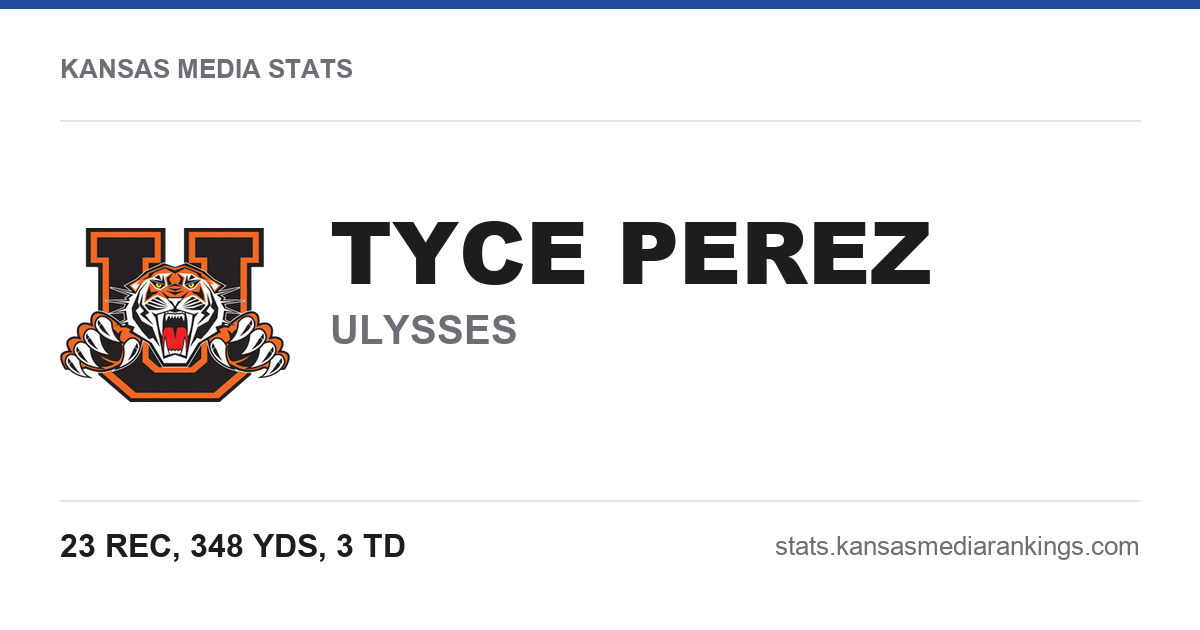 KANSAS MEDIA STATS
TYCE PEREZ
ULYSSES
23 REC, 348 YDS, 3 TD
stats.kansasmediarankings.com